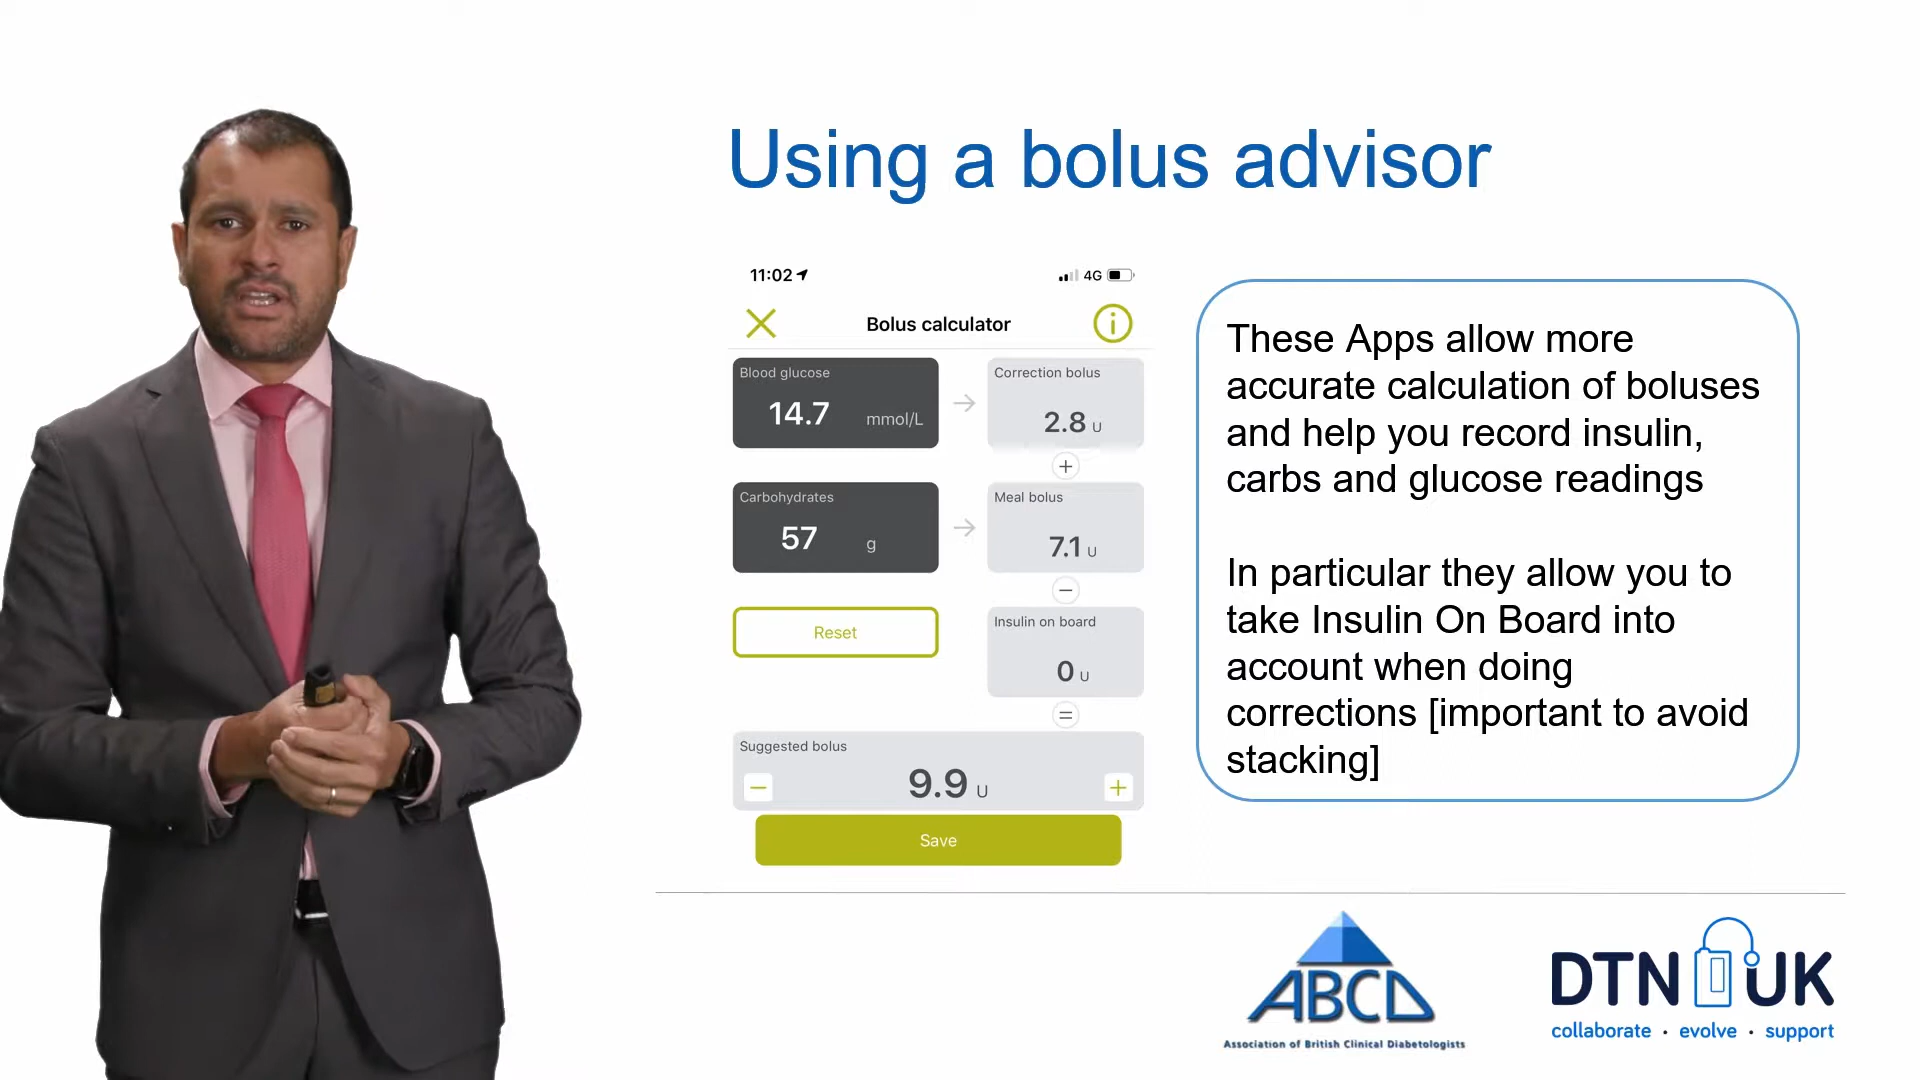 Using a bolus advisor
11:02
4G
Bolus calculator
Blood glucose
14.7 mmol/L
Correction bolus
2.8 U
+
Carbohydrates
57 g
Meal bolus
7.1 U
−
Reset
Insulin on board
0 U
=
Suggested bolus
− 9.9 U +
Save
These Apps allow more
accurate calculation of boluses
and help you record insulin,
carbs and glucose readings
In particular they allow you to
take Insulin On Board into
account when doing
corrections [important to avoid
stacking]
ABCD
Association of British Clinical Diabetologists
DTN UK
collaborate · evolve · support